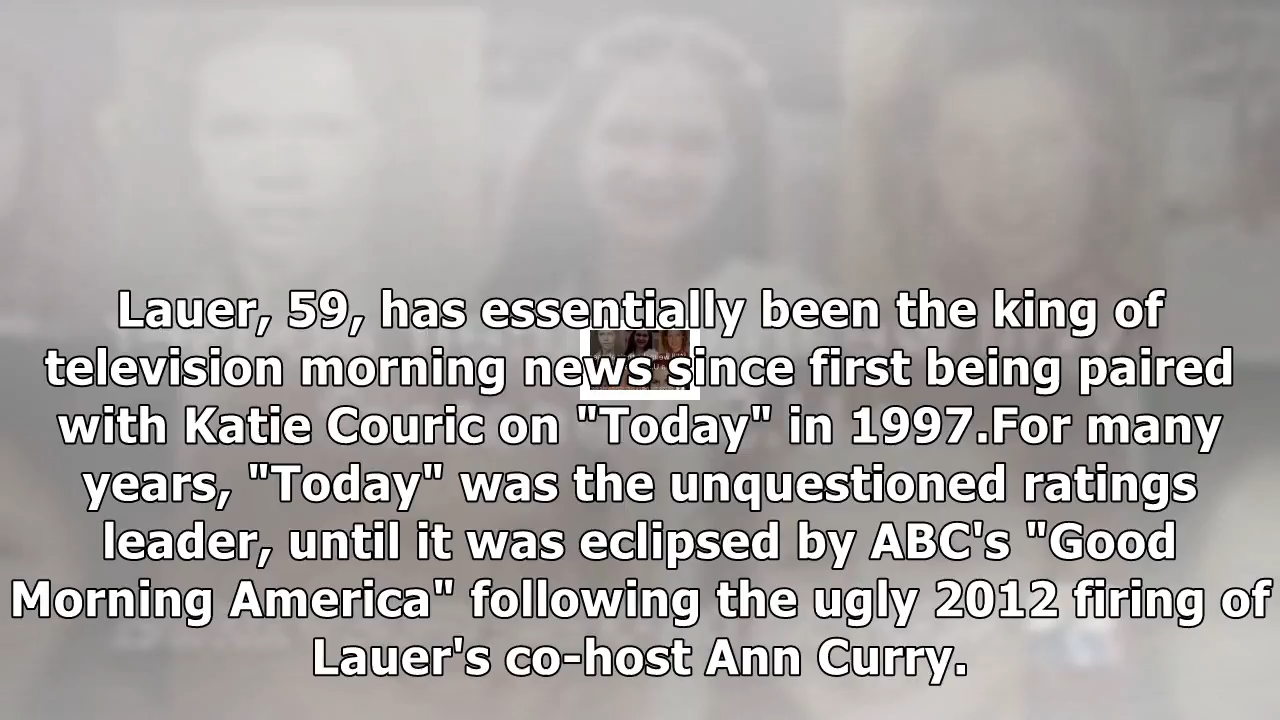 Lauer, 59, has essentially been the king of
television morning news since first being paired
with Katie Couric on "Today" in 1997.For many
years, "Today" was the unquestioned ratings
leader, until it was eclipsed by ABC's "Good
Morning America" following the ugly 2012 firing of
Lauer's co-host Ann Curry.